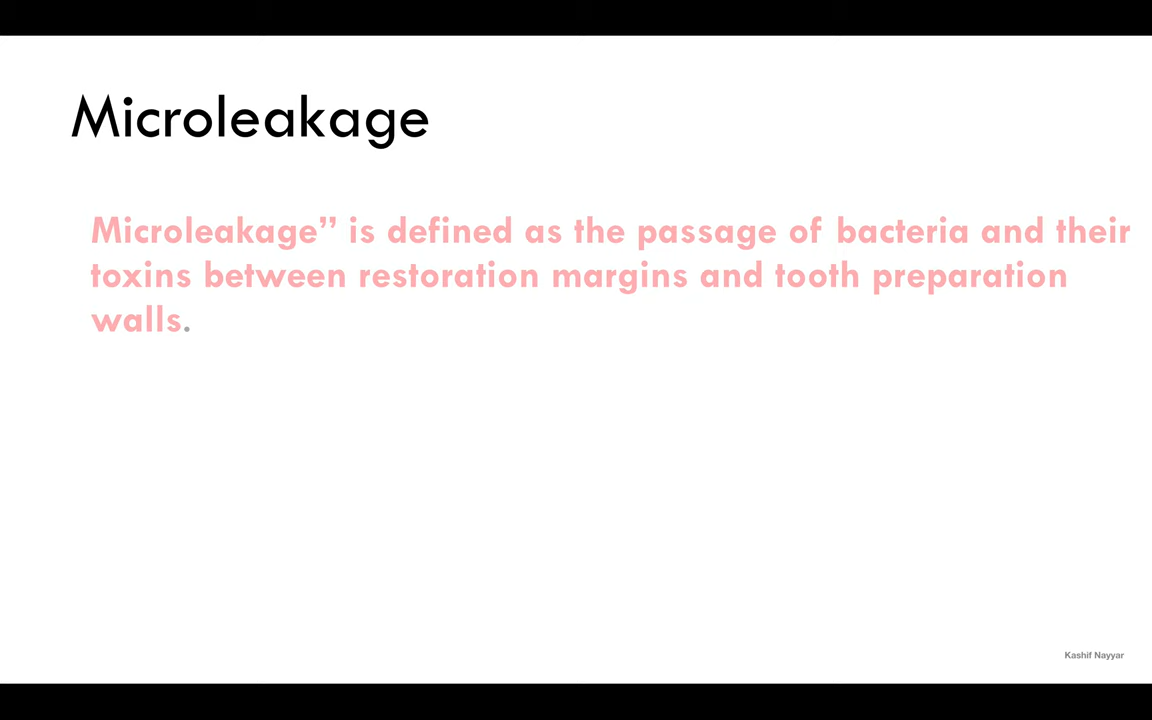 Microleakage
Microleakage” is defined as the passage of bacteria and their
toxins between restoration margins and tooth preparation
walls.
Kashif Nayyar